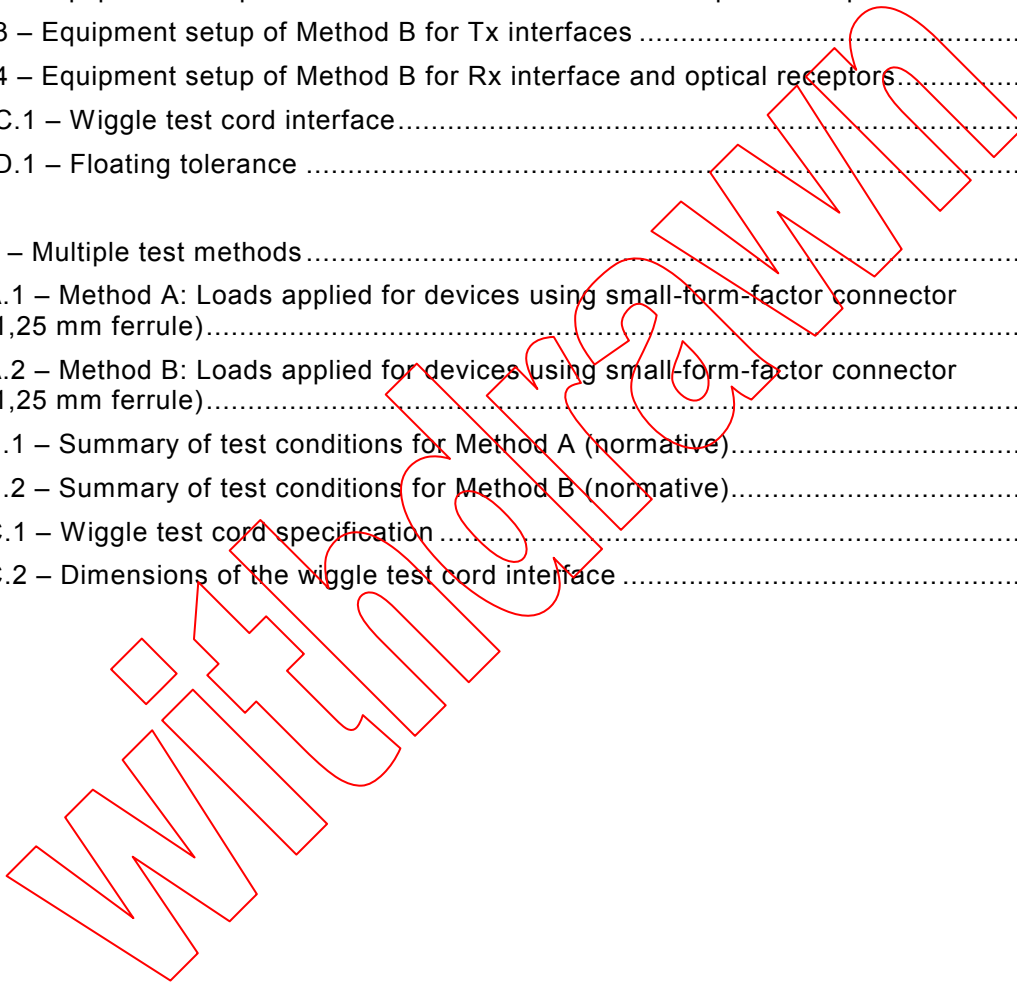 3 – Equipment setup of Method B for Tx interfaces
4 – Equipment setup of Method B for Rx interface and optical receptors
C.1 – Wiggle test cord interface
D.1 – Floating tolerance
– Multiple test methods
.1 – Method A: Loads applied for devices using small-form-factor connector
1,25 mm ferrule)
.2 – Method B: Loads applied for devices using small-form-factor connector
1,25 mm ferrule)
.1 – Summary of test conditions for Method A (normative)
.2 – Summary of test conditions for Method B (normative)
C.1 – Wiggle test cord specification
C.2 – Dimensions of the wiggle test cord interface
withdrawn